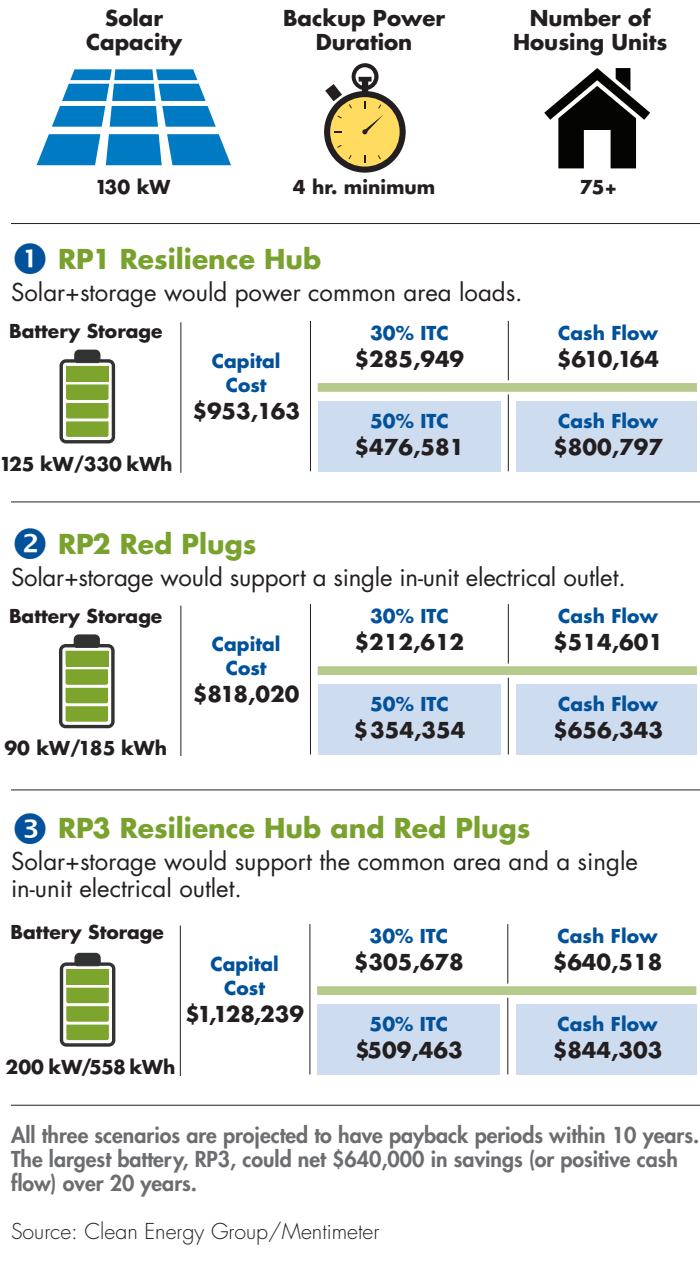 Solar
Capacity
130 kW
Backup Power
Duration
4 hr. minimum
Number of
Housing Units
75+
1 RP1 Resilience Hub
Solar+storage would power common area loads.
Battery Storage
125 kW/330 kWh
Capital
Cost
$953,163
30% ITC
$285,949
Cash Flow
$610,164
50% ITC
$476,581
Cash Flow
$800,797
2 RP2 Red Plugs
Solar+storage would support a single in-unit electrical outlet.
Battery Storage
90 kW/185 kWh
Capital
Cost
$818,020
30% ITC
$212,612
Cash Flow
$514,601
50% ITC
$354,354
Cash Flow
$656,343
3 RP3 Resilience Hub and Red Plugs
Solar+storage would support the common area and a single
in-unit electrical outlet.
Battery Storage
200 kW/558 kWh
Capital
Cost
$1,128,239
30% ITC
$305,678
Cash Flow
$640,518
50% ITC
$509,463
Cash Flow
$844,303
All three scenarios are projected to have payback periods within 10 years.
The largest battery, RP3, could net $640,000 in savings (or positive cash
flow) over 20 years.
Source: Clean Energy Group/Mentimeter